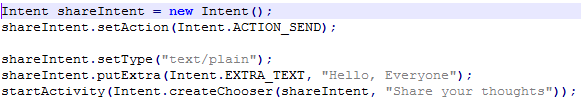 Intent shareIntent = new Intent();
shareIntent.setAction(Intent.ACTION_SEND);
shareIntent.setType("text/plain");
shareIntent.putExtra(Intent.EXTRA_TEXT, "Hello, Everyone");
startActivity(Intent.createChooser(shareIntent, "Share your thoughts"));